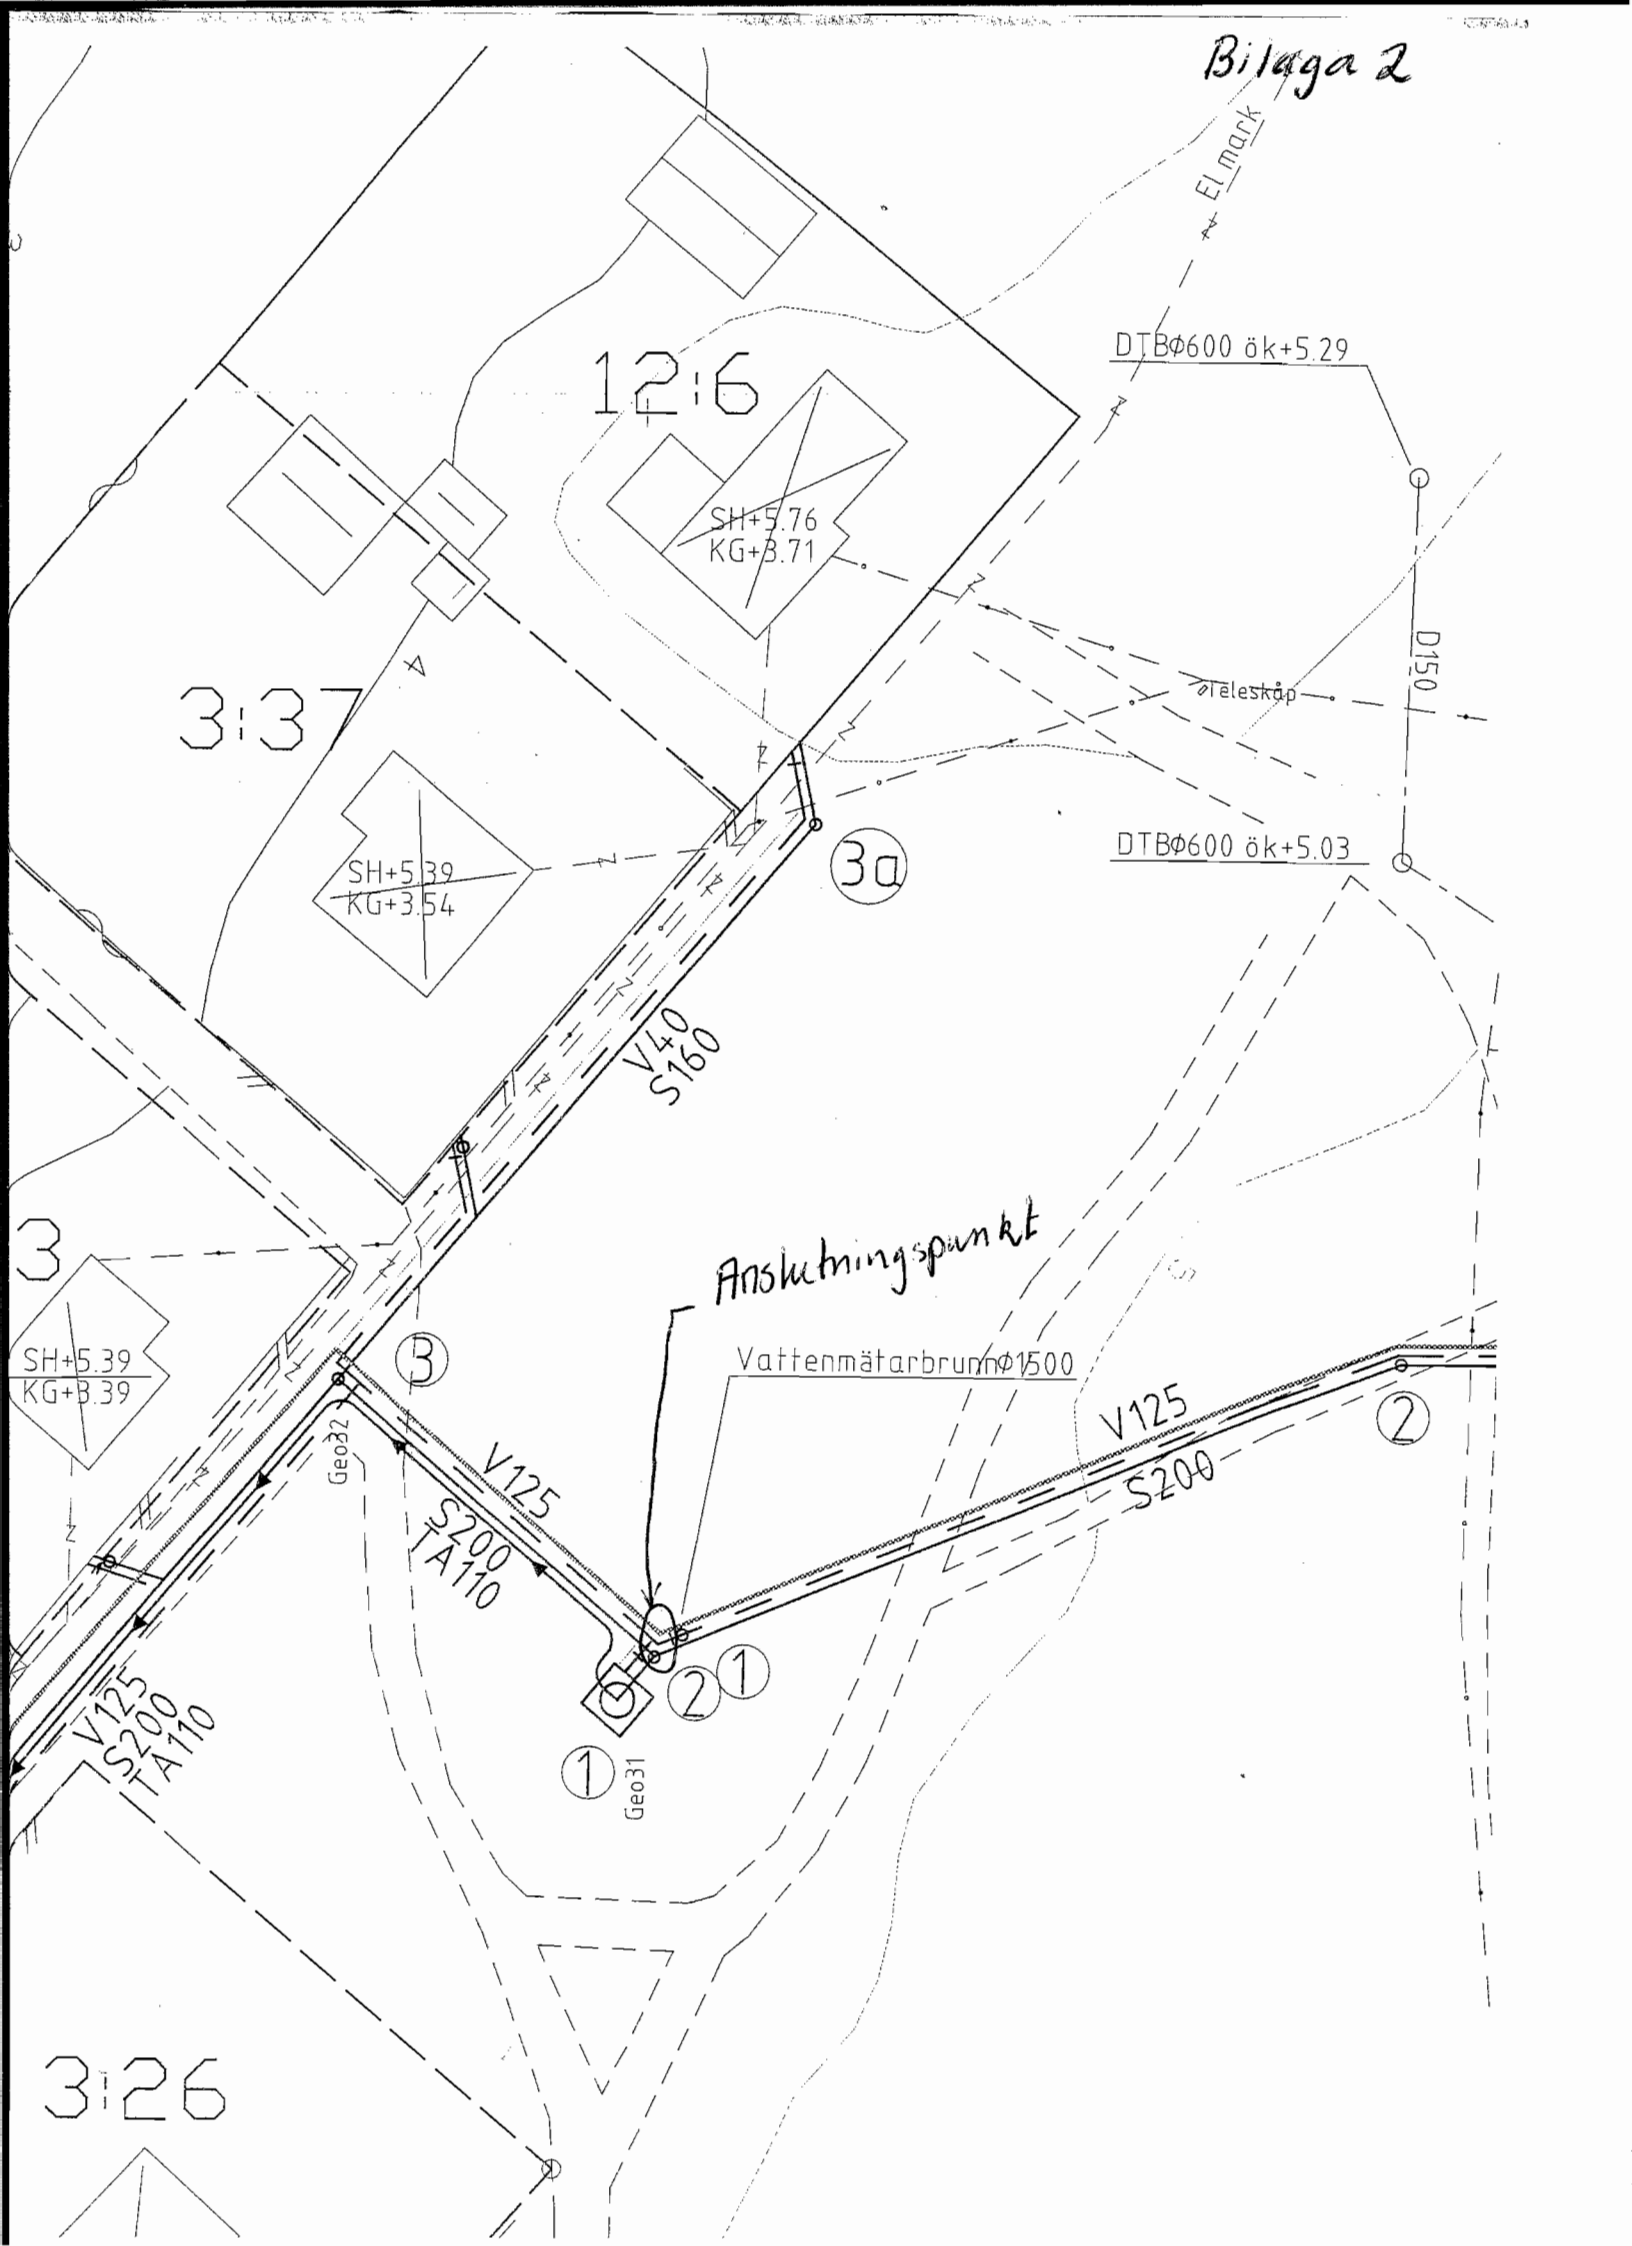 Bilaga 2
El mark
DTBØ600 ök+5.29
12:6
SH+5.76
KG+3.71
D150
Teleskåp
3:37
DTBØ600 ök+5.03
3a
SH+5.39
KG+3.54
V40
S160
3
Anslutningspunkt
SH+5.39
KG+3.39
3
Vattenmätarbrunn Ø1500
V125
2
S200
Geo32
V125
S200
TA110
2
1
V125
S200
TA110
1
Geo31
3:26